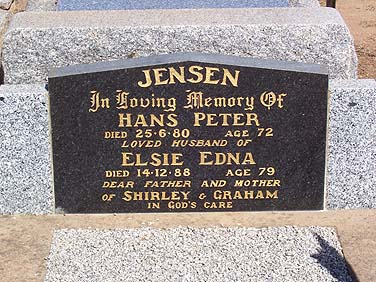 JENSEN
In Loving Memory Of
HANS PETER
DIED 25·6·80 AGE 72
LOVED HUSBAND OF
ELSIE EDNA
DIED 14·12·88 AGE 79
DEAR FATHER AND MOTHER
OF SHIRLEY & GRAHAM
IN GOD'S CARE